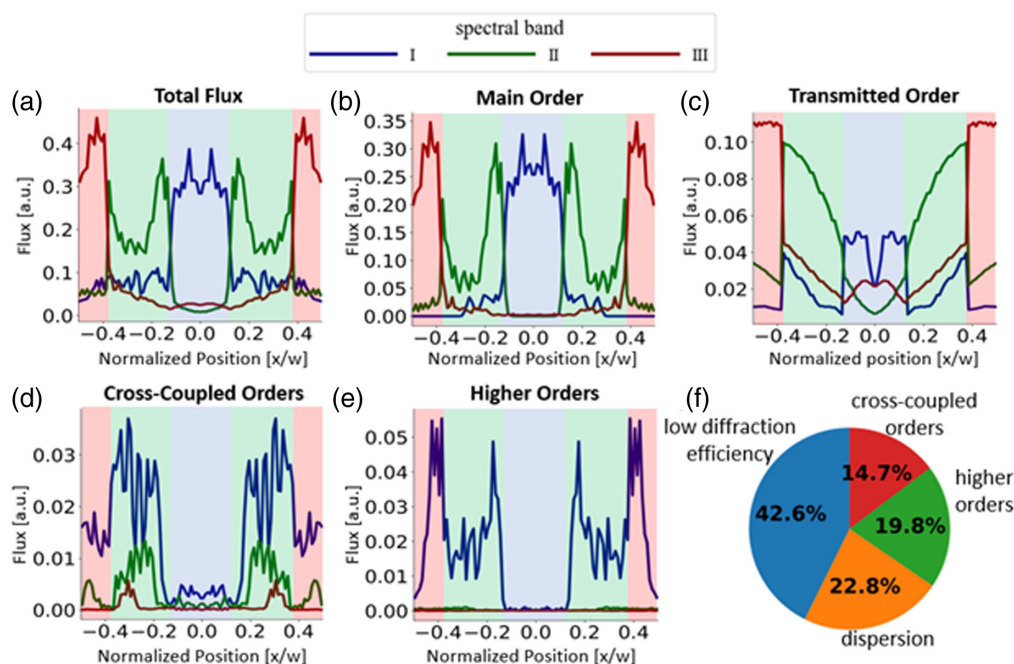 spectral band
I II III
(a) Total Flux
(b) Main Order
(c) Transmitted Order
Flux [a.u.]
0.4
0.3
0.2
0.1
0.0
−0.4 −0.2 0.0 0.2 0.4
Normalized Position [x/w]
Flux [a.u.]
0.35
0.30
0.25
0.20
0.15
0.10
0.05
0.00
−0.4 −0.2 0.0 0.2 0.4
Normalized Position [x/w]
Flux [a.u.]
0.10
0.08
0.06
0.04
0.02
−0.4 −0.2 0.0 0.2 0.4
Normalized position [x/w]
(d) Cross-Coupled Orders
Flux [a.u.]
0.03
0.02
0.01
0.00
−0.4 −0.2 0.0 0.2 0.4
Normalized Position [x/w]
(e) Higher Orders
Flux [a.u.]
0.05
0.04
0.03
0.02
0.01
0.00
−0.4 −0.2 0.0 0.2 0.4
Normalized Position [x/w]
(f)
low diffraction
efficiency
42.6%
cross-coupled
orders
14.7%
higher
orders
19.8%
22.8%
dispersion